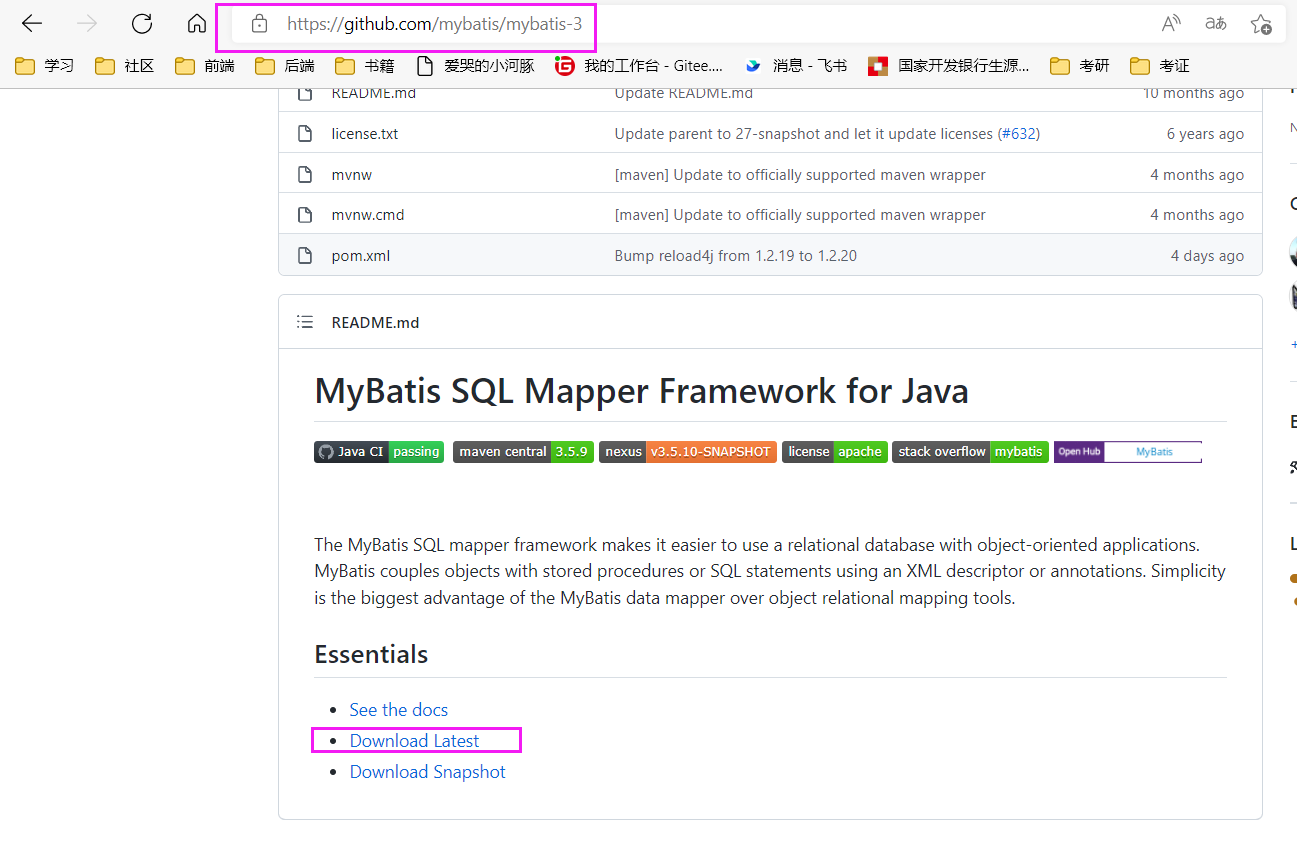 https://github.com/mybatis/mybatis-3
学习 社区 前端 后端 书籍 爱哭的小河豚 我的工作台 - Gitee.... 消息 - 飞书 国家开发银行生源... 考研 考证
README.md Update README.md 10 months ago
license.txt Update parent to 27-snapshot and let it update licenses (#632) 6 years ago
mvnw [maven] Update to officially supported maven wrapper 4 months ago
mvnw.cmd [maven] Update to officially supported maven wrapper 4 months ago
pom.xml Bump reload4j from 1.2.19 to 1.2.20 4 days ago
README.md
MyBatis SQL Mapper Framework for Java
Java CI passing maven central 3.5.9 nexus v3.5.10-SNAPSHOT license apache stack overflow mybatis Open Hub MyBatis
The MyBatis SQL mapper framework makes it easier to use a relational database with object-oriented applications.
MyBatis couples objects with stored procedures or SQL statements using an XML descriptor or annotations. Simplicity
is the biggest advantage of the MyBatis data mapper over object relational mapping tools.
Essentials
See the docs
Download Latest
Download Snapshot